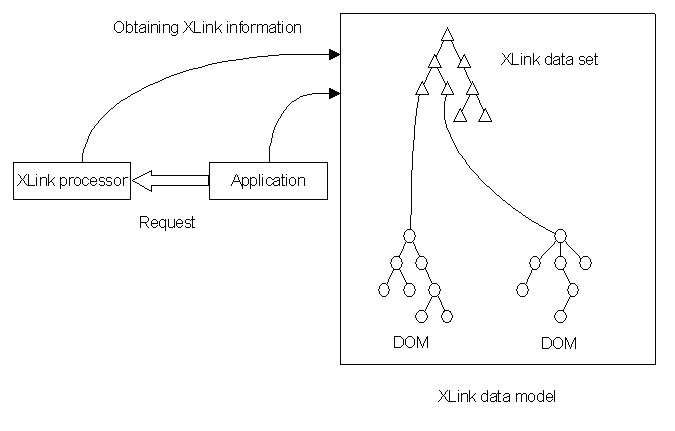 Obtaining XLink information
XLink data set
XLink processor
Application
Request
DOM
DOM
XLink data model